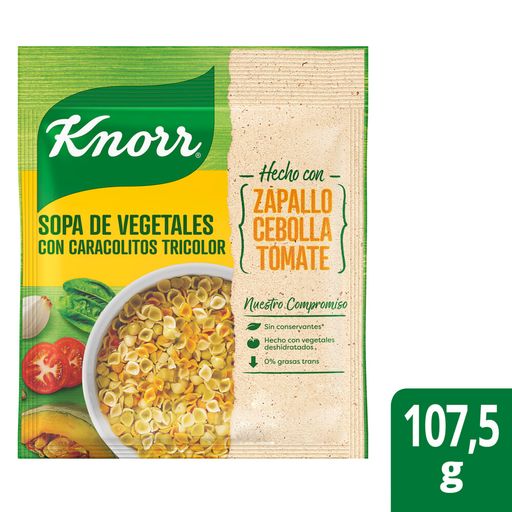 Knorr®
SOPA DE VEGETALES
CON CARACOLITOS TRICOLOR
Hecho con
ZAPALLO
CEBOLLA
TOMATE
Nuestro Compromiso
Sin conservantes*
Hecho con vegetales
deshidratados
0% grasas trans
107,5
g